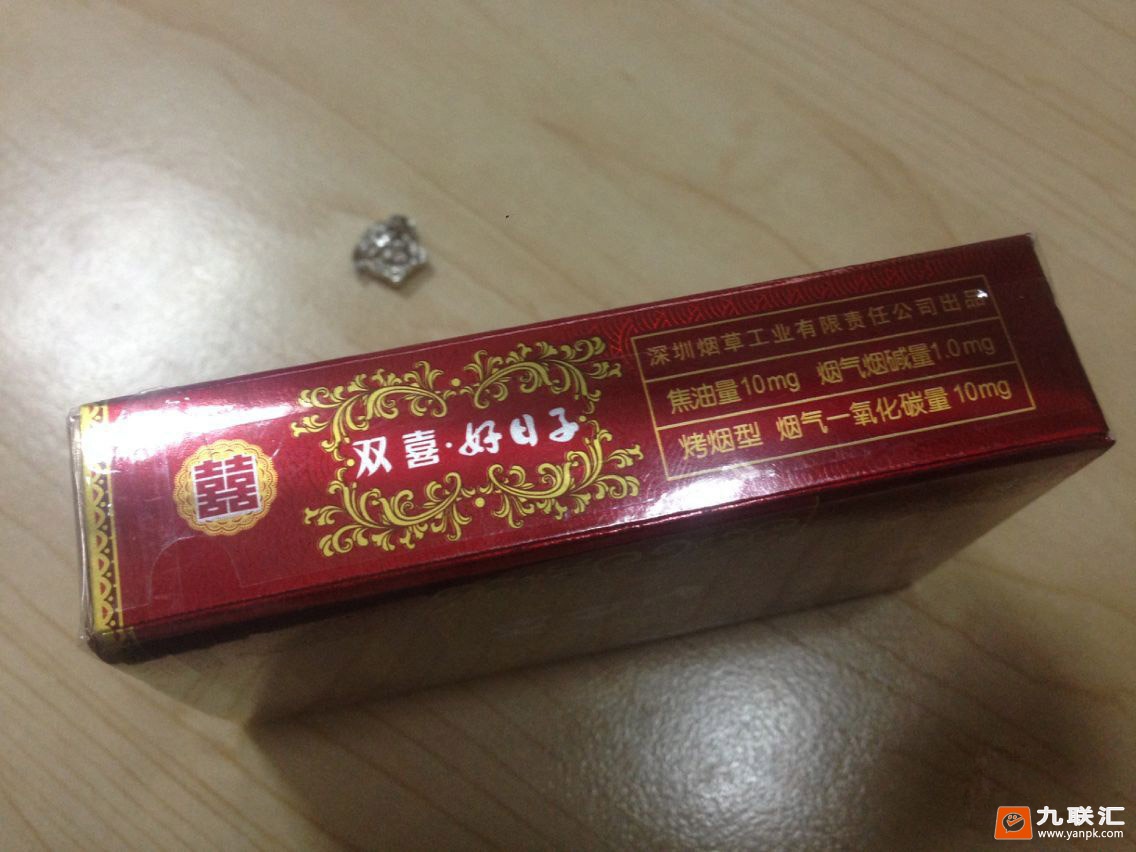 囍
双喜·好日子
深圳烟草工业有限责任公司出品
焦油量10mg 烟气烟碱量1.0mg
烤烟型 烟气一氧化碳量10mg
九联汇
www.yanpk.com